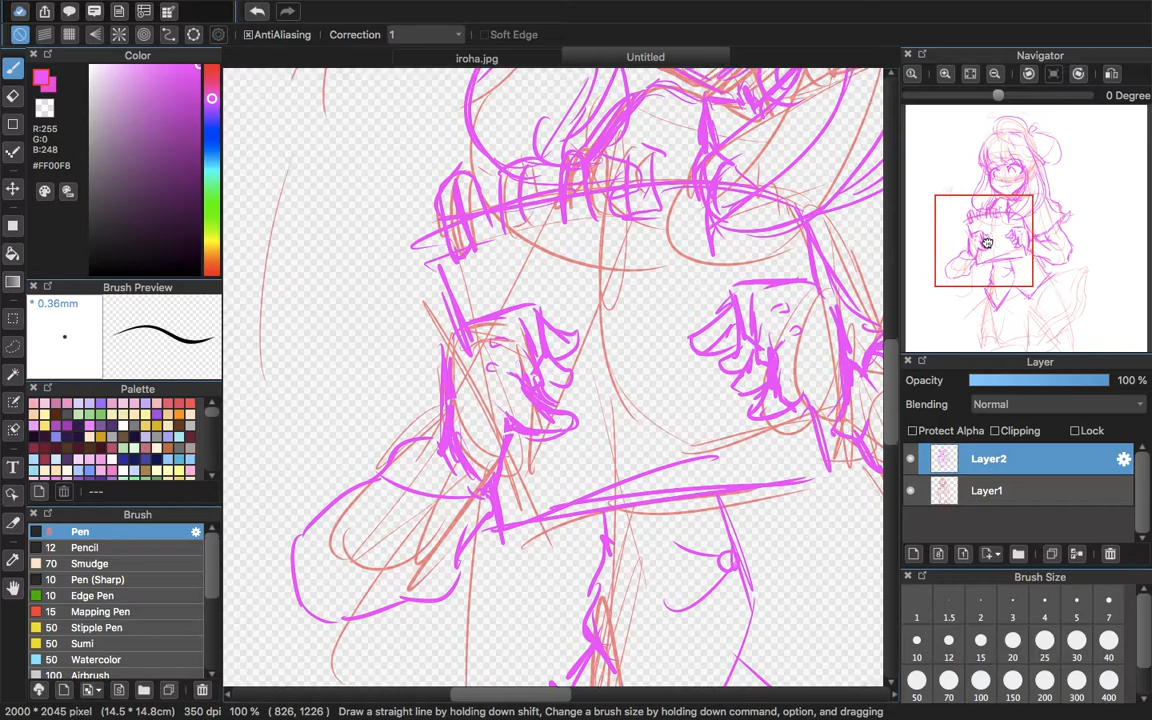 AntiAliasing Correction 1 Soft Edge
Color
iroha.jpg Untitled
Navigator
0 Degree
R:255
G:0
B:248
#FF00F8
Brush Preview
* 0.36mm
Palette
---
Brush
8 Pen
12 Pencil
70 Smudge
10 Pen (Sharp)
10 Edge Pen
15 Mapping Pen
50 Stipple Pen
50 Sumi
50 Watercolor
100 Airbrush
Layer
Opacity 100 %
Blending Normal
Protect Alpha Clipping Lock
Layer2
Layer1
Brush Size
1 1.5 2 3 4 5 7
10 12 15 20 25 30 40
50 70 100 150 200 300 400
2000 * 2045 pixel (14.5 * 14.8cm) 350 dpi 100 % ( 826, 1226 ) Draw a straight line by holding down shift, Change a brush size by holding down command, option, and dragging